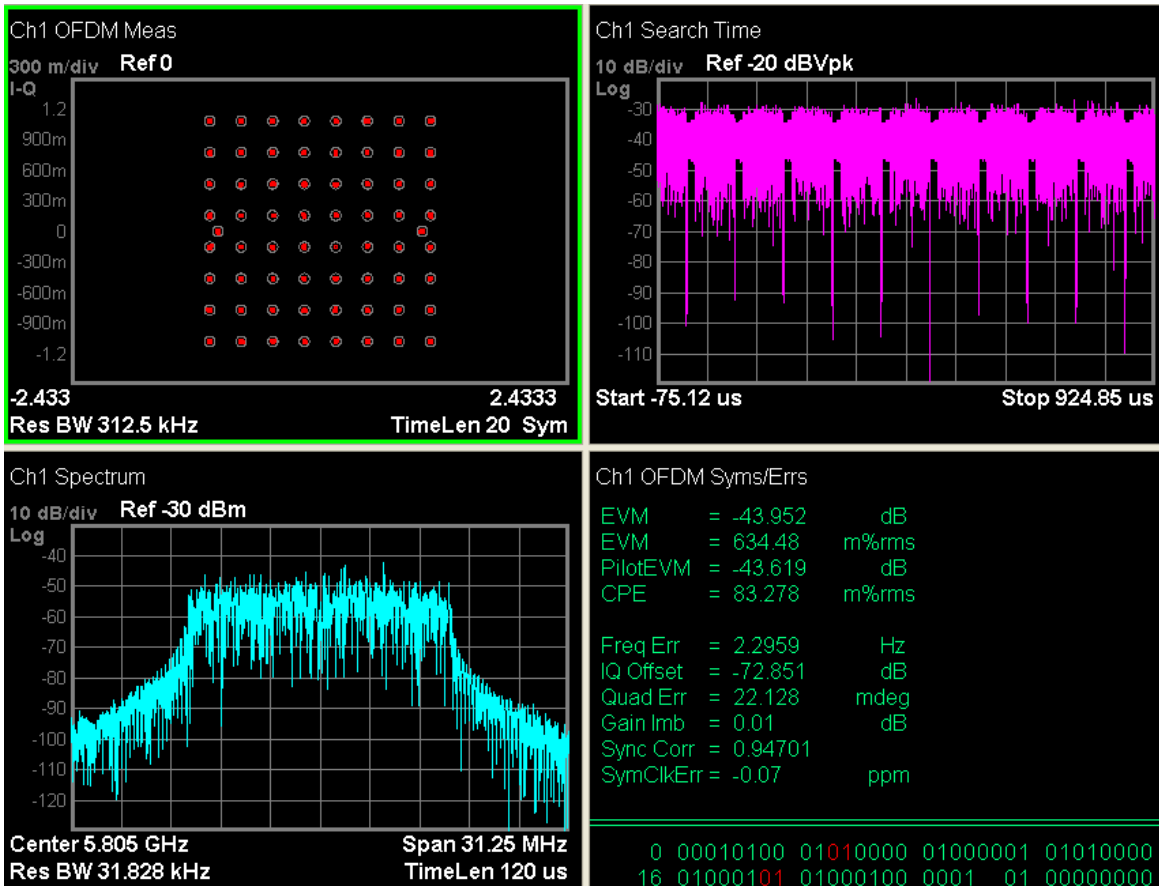 Ch1 OFDM Meas
300 m/div Ref 0
I-Q
1.2
900m
600m
300m
0
-300m
-600m
-900m
-1.2
-2.433 2.4333
Res BW 312.5 kHz TimeLen 20 Sym
Ch1 Search Time
10 dB/div Ref -20 dBVpk
Log
-30
-40
-50
-60
-70
-80
-90
-100
-110
Start -75.12 us Stop 924.85 us
Ch1 Spectrum
10 dB/div Ref -30 dBm
Log
-40
-50
-60
-70
-80
-90
-100
-110
-120
Center 5.805 GHz Span 31.25 MHz
Res BW 31.828 kHz TimeLen 120 us
Ch1 OFDM Syms/Errs
EVM = -43.952 dB
EVM = 634.48 m%rms
PilotEVM = -43.619 dB
CPE = 83.278 m%rms
Freq Err = 2.2959 Hz
IQ Offset = -72.851 dB
Quad Err = 22.128 mdeg
Gain Imb = 0.01 dB
Sync Corr = 0.94701
SymClkErr = -0.07 ppm
0 00010100 01010000 01000001 01010000
16 01000101 01000100 0001 01 00000000